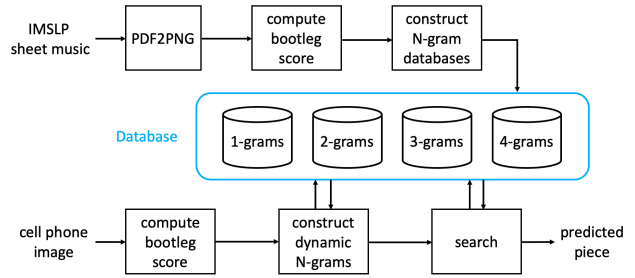 IMSLP
sheet music
PDF2PNG
compute
bootleg
score
construct
N-gram
databases
Database
1-grams
2-grams
3-grams
4-grams
cell phone
image
compute
bootleg
score
construct
dynamic
N-grams
search
predicted
piece